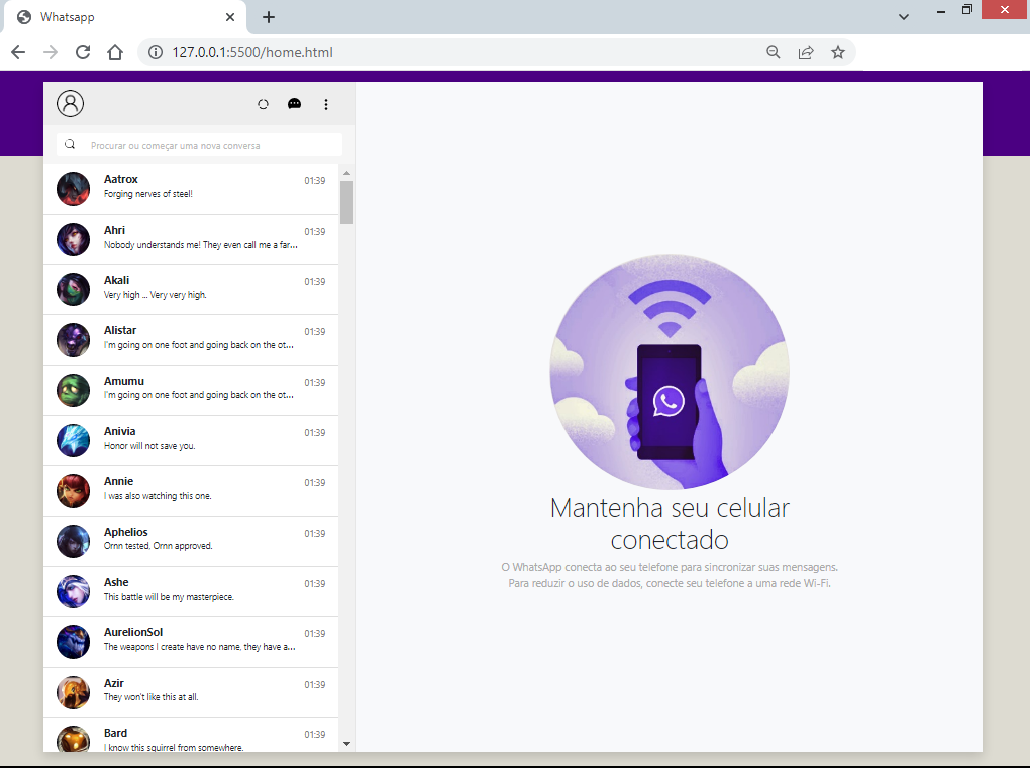 Whatsapp
127.0.0.1:5500/home.html
Procurar ou começar uma nova conversa
Aatrox 01:39
Forging nerves of steel!
Ahri 01:39
Nobody understands me! They even call me a far...
Akali 01:39
Very high ... Very very high.
Alistar 01:39
I'm going on one foot and going back on the ot...
Amumu 01:39
I'm going on one foot and going back on the ot...
Anivia 01:39
Honor will not save you.
Annie 01:39
I was also watching this one.
Aphelios 01:39
Ornn tested, Ornn approved.
Ashe 01:39
This battle will be my masterpiece.
AurelionSol 01:39
The weapons I create have no name, they have a...
Azir 01:39
They won't like this at all.
Bard 01:39
I know this squirrel from somewhere.
Mantenha seu celular
conectado
O WhatsApp conecta ao seu telefone para sincronizar suas mensagens.
Para reduzir o uso de dados, conecte seu telefone a uma rede Wi-Fi.